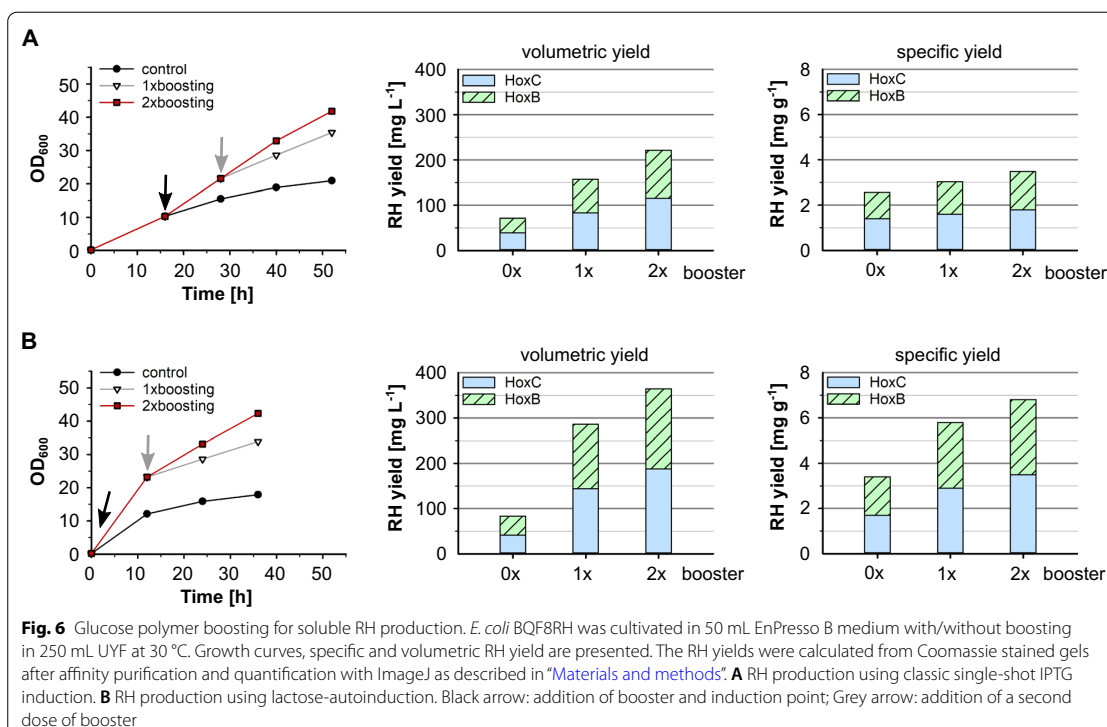 A
control
1xboosting
2xboosting
50
40
30
20
10
0
OD600
0 10 20 30 40 50
Time [h]
volumetric yield
HoxC
HoxB
400
300
200
100
0
RH yield [mg L-1]
0x 1x 2x booster
specific yield
HoxC
HoxB
8
6
4
2
0
RH yield [mg g-1]
0x 1x 2x booster
B
control
1xboosting
2xboosting
50
40
30
20
10
0
OD600
0 10 20 30 40 50
Time [h]
volumetric yield
HoxC
HoxB
400
300
200
100
0
RH yield [mg L-1]
0x 1x 2x booster
specific yield
HoxC
HoxB
8
6
4
2
0
RH yield [mg g-1]
0x 1x 2x booster
Fig. 6 Glucose polymer boosting for soluble RH production. E. coli BQF8RH was cultivated in 50 mL EnPresso B medium with/without boosting
in 250 mL UYF at 30 °C. Growth curves, specific and volumetric RH yield are presented. The RH yields were calculated from Coomassie stained gels
after affinity purification and quantification with ImageJ as described in “Materials and methods”. A RH production using classic single-shot IPTG
induction. B RH production using lactose-autoinduction. Black arrow: addition of booster and induction point; Grey arrow: addition of a second
dose of booster